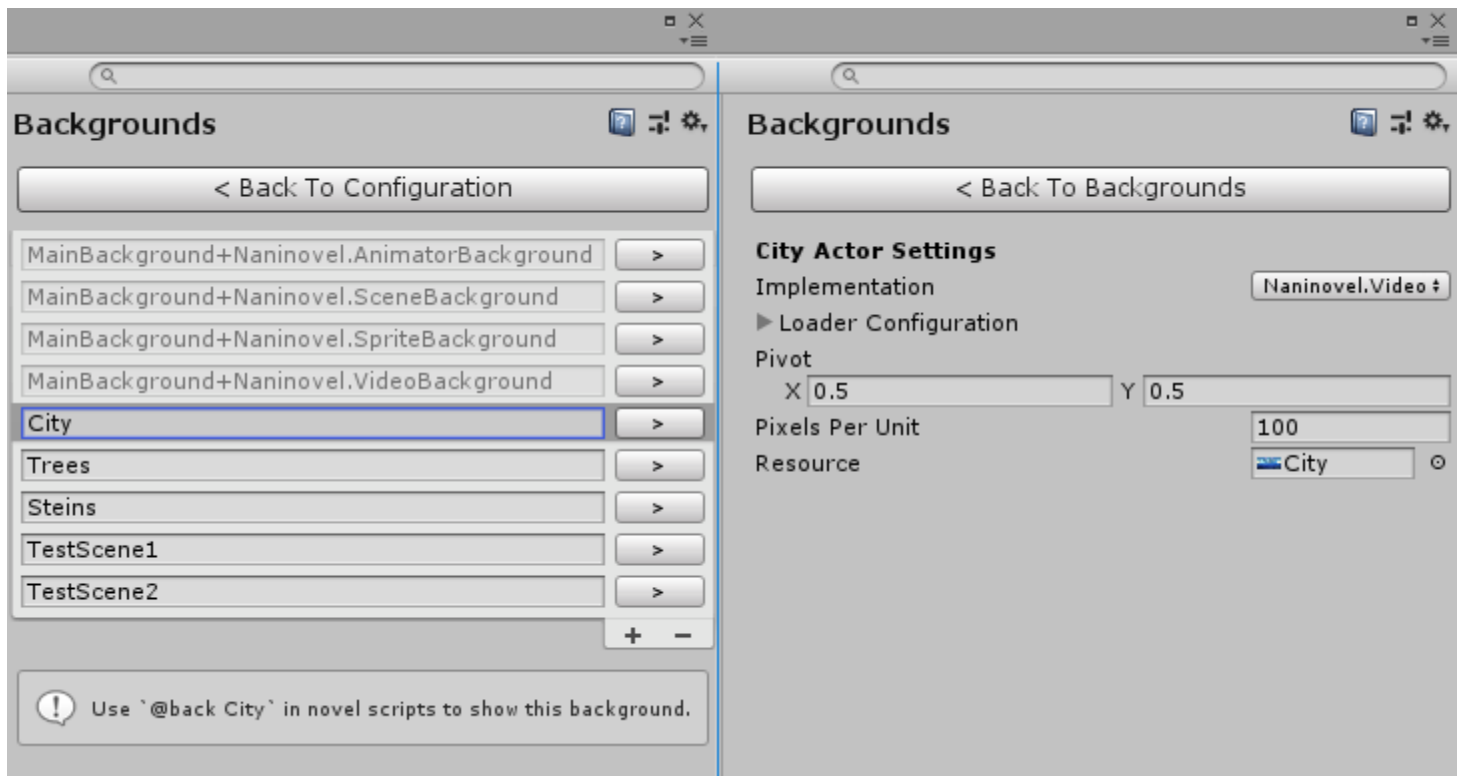 Backgrounds
< Back To Configuration
MainBackground+Naninovel.AnimatorBackground >
MainBackground+Naninovel.SceneBackground >
MainBackground+Naninovel.SpriteBackground >
MainBackground+Naninovel.VideoBackground >
City >
Trees >
Steins >
TestScene1 >
TestScene2 >
+ −
Use `@back City` in novel scripts to show this background.
Backgrounds
< Back To Backgrounds
City Actor Settings
Implementation Naninovel.Video
Loader Configuration
Pivot
X 0.5 Y 0.5
Pixels Per Unit 100
Resource City